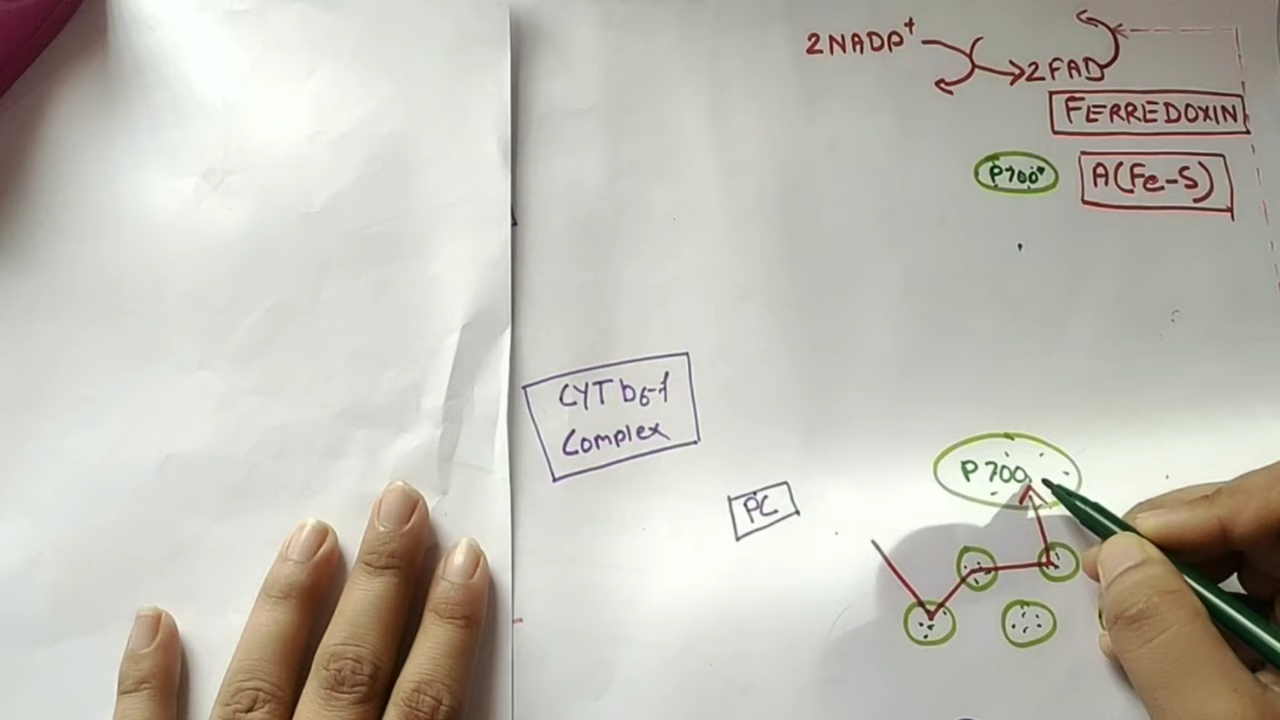 2NADP⁺
2FAD
FERREDOXIN
P700*
A(Fe-S)
CYT b6-f
Complex
P700
PC